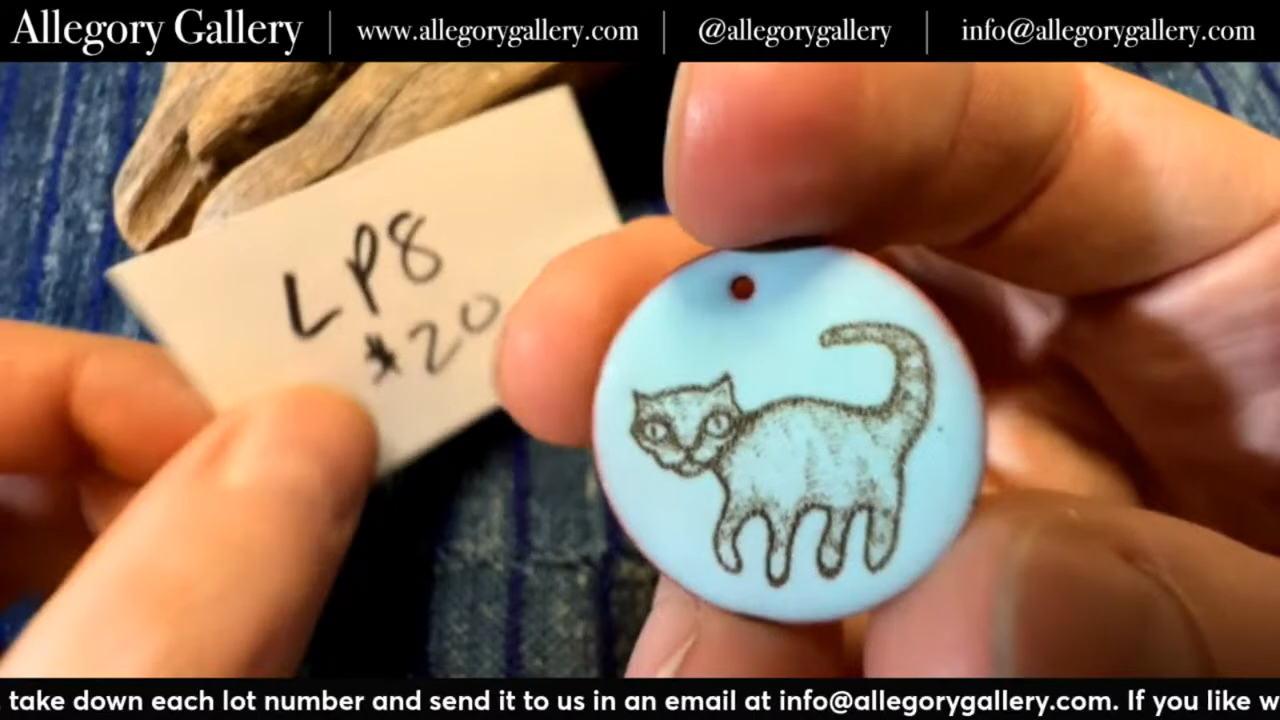 Allegory Gallery | www.allegorygallery.com | @allegorygallery | info@allegorygallery.com
LP8
$20
take down each lot number and send it to us in an email at info@allegorygallery.com. If you like w